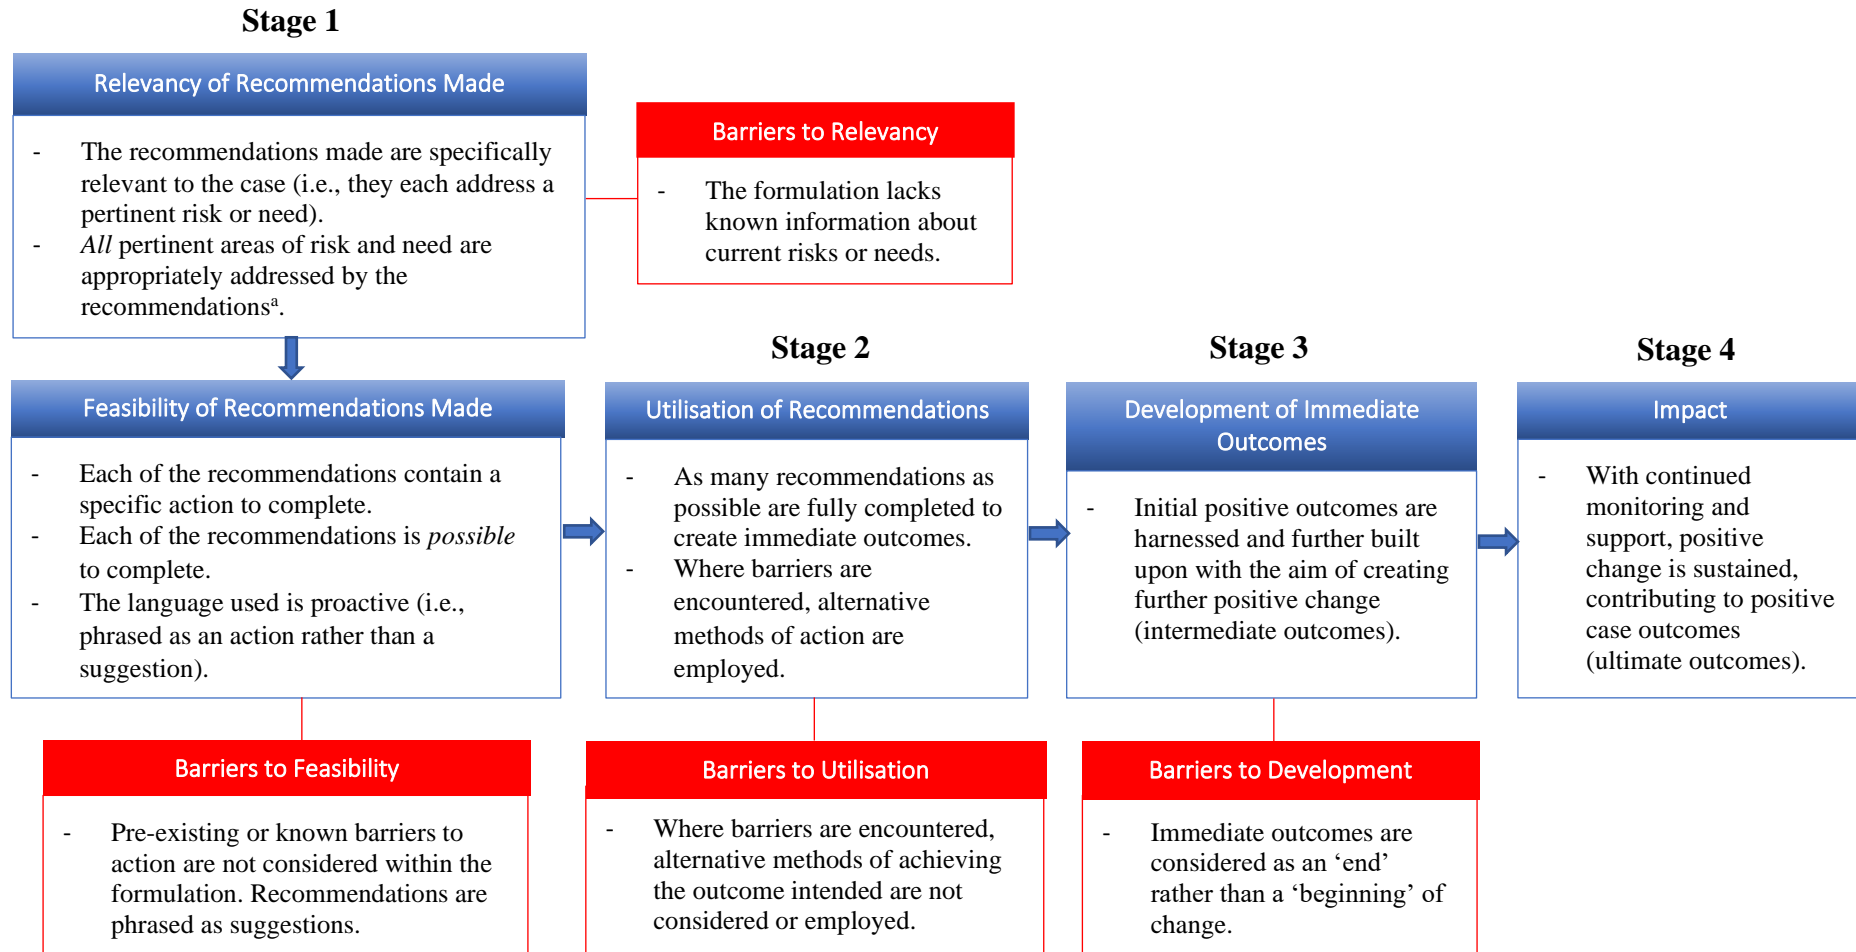 Stage 1
Relevancy of Recommendations Made
- The recommendations made are specifically
relevant to the case (i.e., they each address a
pertinent risk or need).
- All pertinent areas of risk and need are
appropriately addressed by the
recommendationsᵃ.
Barriers to Relevancy
- The formulation lacks
known information about
current risks or needs.
Feasibility of Recommendations Made
- Each of the recommendations contain a
specific action to complete.
- Each of the recommendations is possible
to complete.
- The language used is proactive (i.e.,
phrased as an action rather than a
suggestion).
Barriers to Feasibility
- Pre-existing or known barriers to
action are not considered within the
formulation. Recommendations are
phrased as suggestions.
Stage 2
Utilisation of Recommendations
- As many recommendations as
possible are fully completed to
create immediate outcomes.
- Where barriers are
encountered, alternative
methods of action are
employed.
Barriers to Utilisation
- Where barriers are encountered,
alternative methods of achieving
the outcome intended are not
considered or employed.
Stage 3
Development of Immediate
Outcomes
- Initial positive outcomes are
harnessed and further built
upon with the aim of creating
further positive change
(intermediate outcomes).
Barriers to Development
- Immediate outcomes are
considered as an ‘end’
rather than a ‘beginning’ of
change.
Stage 4
Impact
- With continued
monitoring and
support, positive
change is sustained,
contributing to positive
case outcomes
(ultimate outcomes).